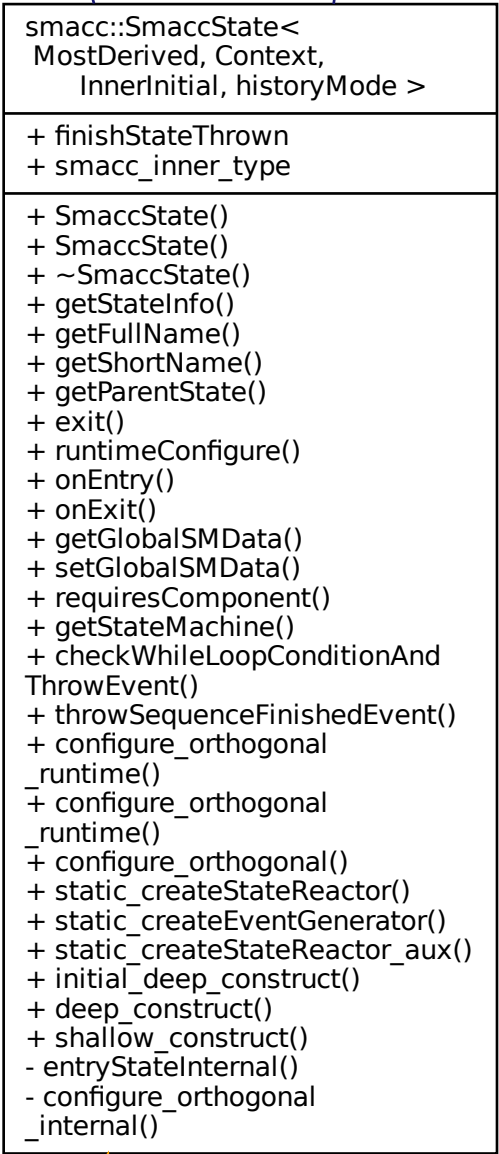 smacc::SmaccState<
MostDerived, Context,
InnerInitial, historyMode >
+ finishStateThrown
+ smacc_inner_type
+ SmaccState()
+ SmaccState()
+ ~SmaccState()
+ getStateInfo()
+ getFullName()
+ getShortName()
+ getParentState()
+ exit()
+ runtimeConfigure()
+ onEntry()
+ onExit()
+ getGlobalSMData()
+ setGlobalSMData()
+ requiresComponent()
+ getStateMachine()
+ checkWhileLoopConditionAnd
ThrowEvent()
+ throwSequenceFinishedEvent()
+ configure_orthogonal
_runtime()
+ configure_orthogonal
_runtime()
+ configure_orthogonal()
+ static_createStateReactor()
+ static_createEventGenerator()
+ static_createStateReactor_aux()
+ initial_deep_construct()
+ deep_construct()
+ shallow_construct()
- entryStateInternal()
- configure_orthogonal
_internal()